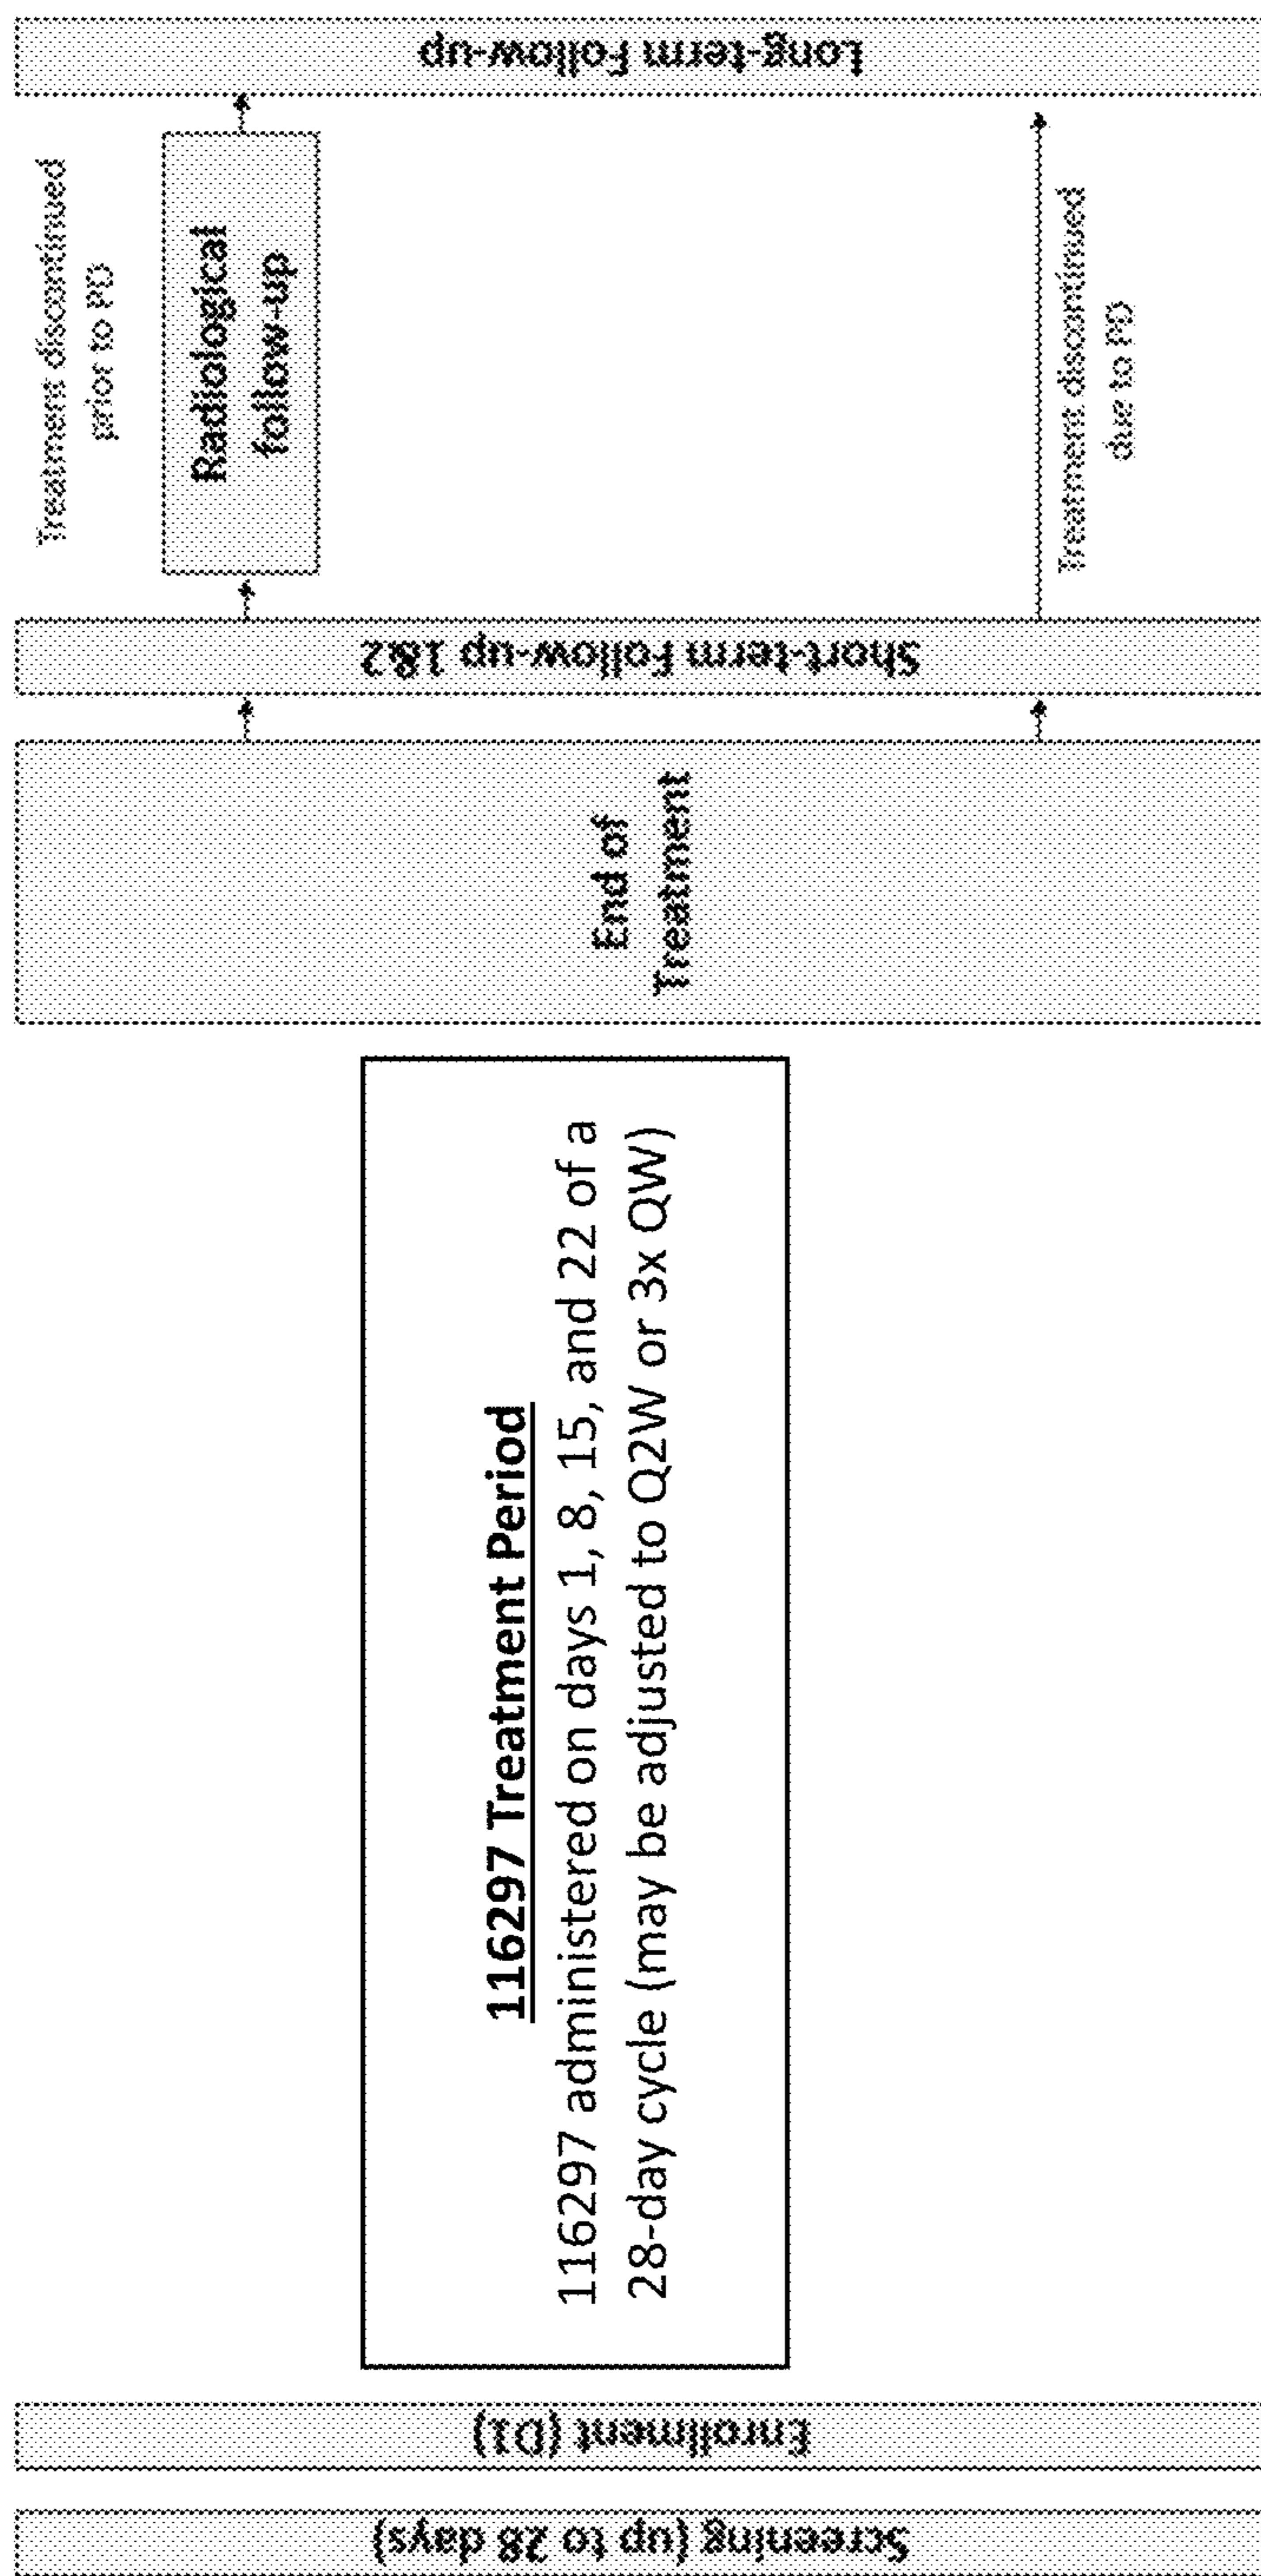 Screening (up to 28 days)
Enrollment (D1)
116297 Treatment Period
116297 administered on days 1, 8, 15, and 22 of a
28-day cycle (may be adjusted to Q2W or 3x QW)
End of
Treatment
Short-term Follow-up 1&2
Treatment discontinued
prior to PD
Radiological
follow-up
Treatment discontinued
due to PD
Long-term Follow-up